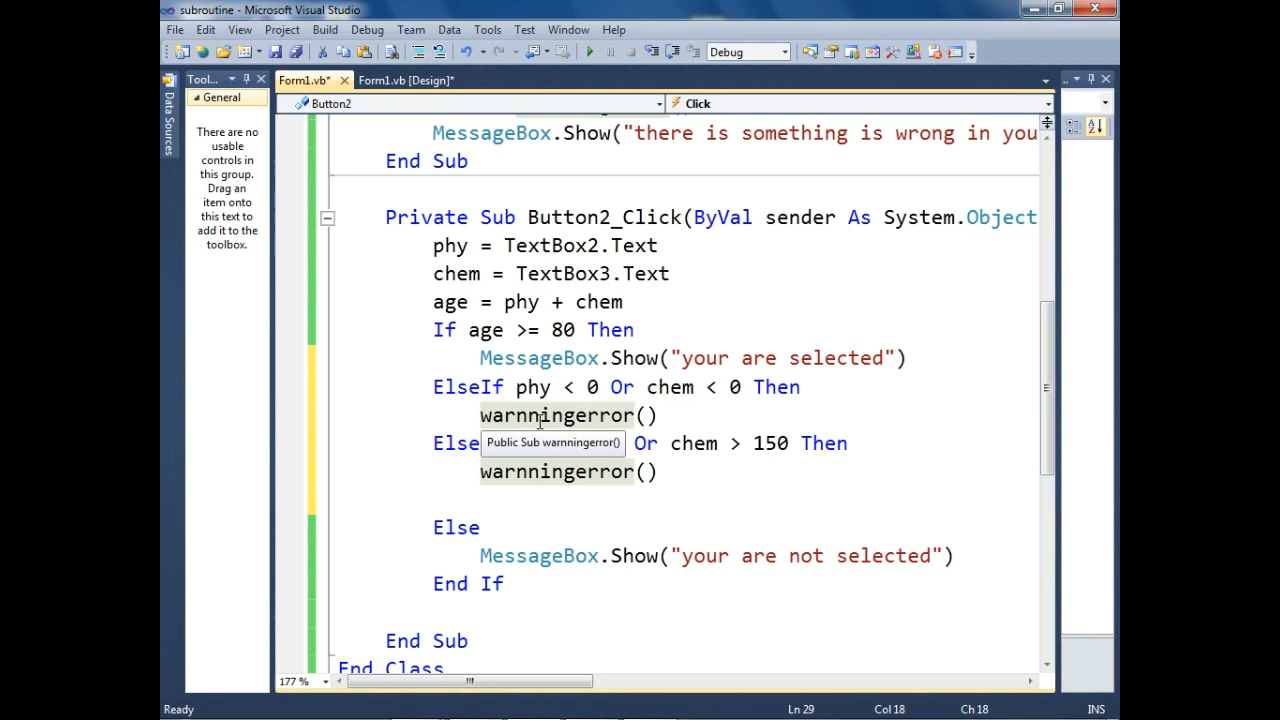 subroutine - Microsoft Visual Studio
File Edit View Project Build Debug Team Data Tools Test Window Help
Debug
Tool...
Form1.vb*
Form1.vb [Design]*
..
Data Sources
General
There are no
usable
controls in
this group.
Drag an
item onto
this text to
add it to the
toolbox.
Button2
Click
MessageBox.Show("there is something is wrong in you
End Sub
Private Sub Button2_Click(ByVal sender As System.Object
phy = TextBox2.Text
chem = TextBox3.Text
age = phy + chem
If age >= 80 Then
MessageBox.Show("your are selected")
ElseIf phy < 0 Or chem < 0 Then
warnningerror()
Else
Public Sub warnningerror()
Or chem > 150 Then
warnningerror()
Else
MessageBox.Show("your are not selected")
End If
End Sub
End Class
177 %
Ready
Ln 29
Col 18
Ch 18
INS